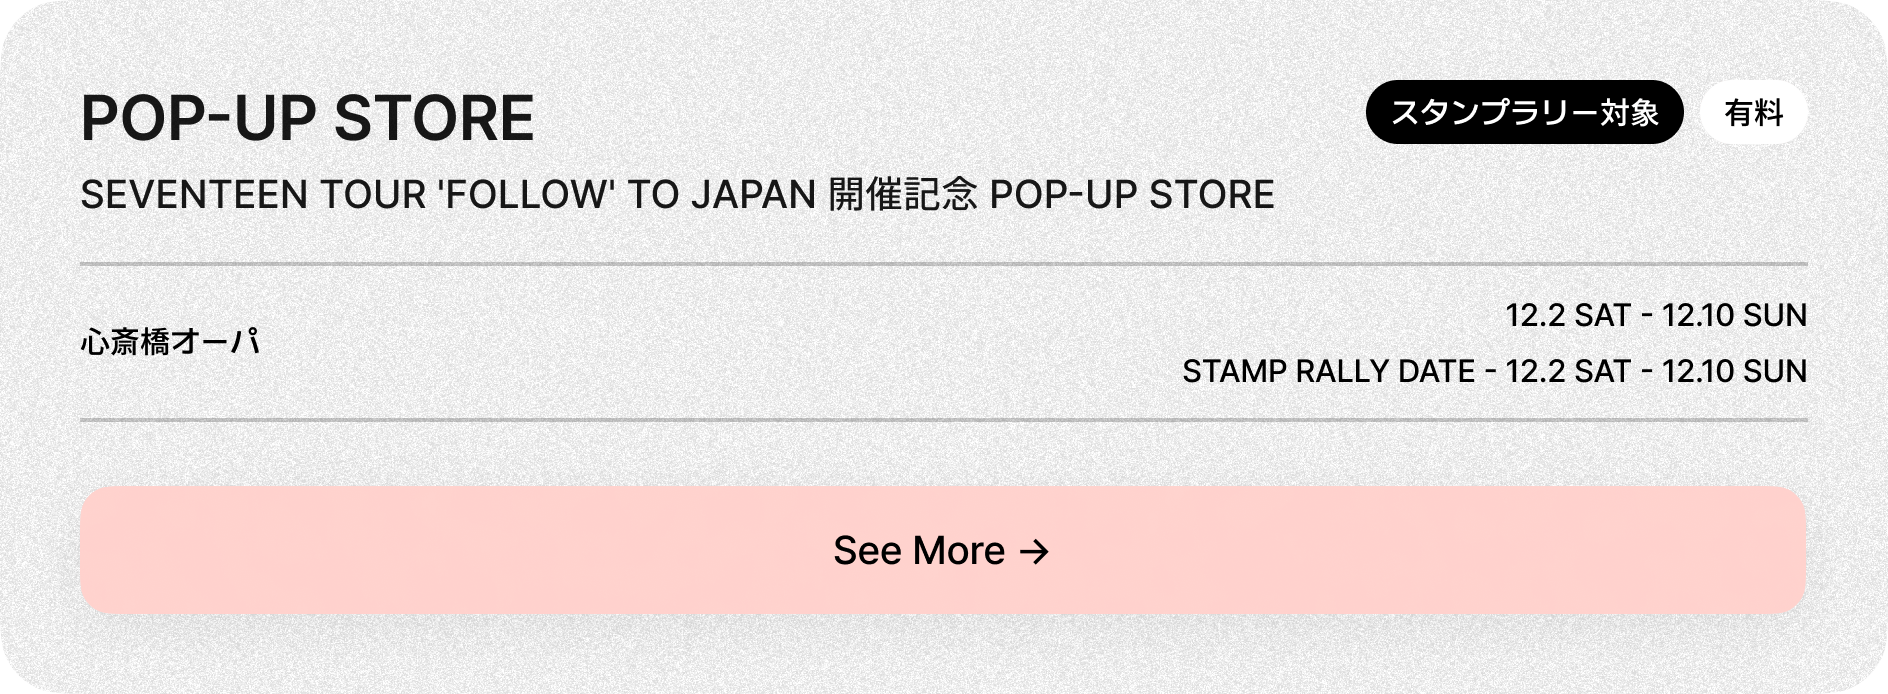 POP-UP STORE
スタンプラリー対象
有料
SEVENTEEN TOUR 'FOLLOW' TO JAPAN 開催記念 POP-UP STORE
心斎橋オーパ
12.2 SAT - 12.10 SUN
STAMP RALLY DATE - 12.2 SAT - 12.10 SUN
See More →